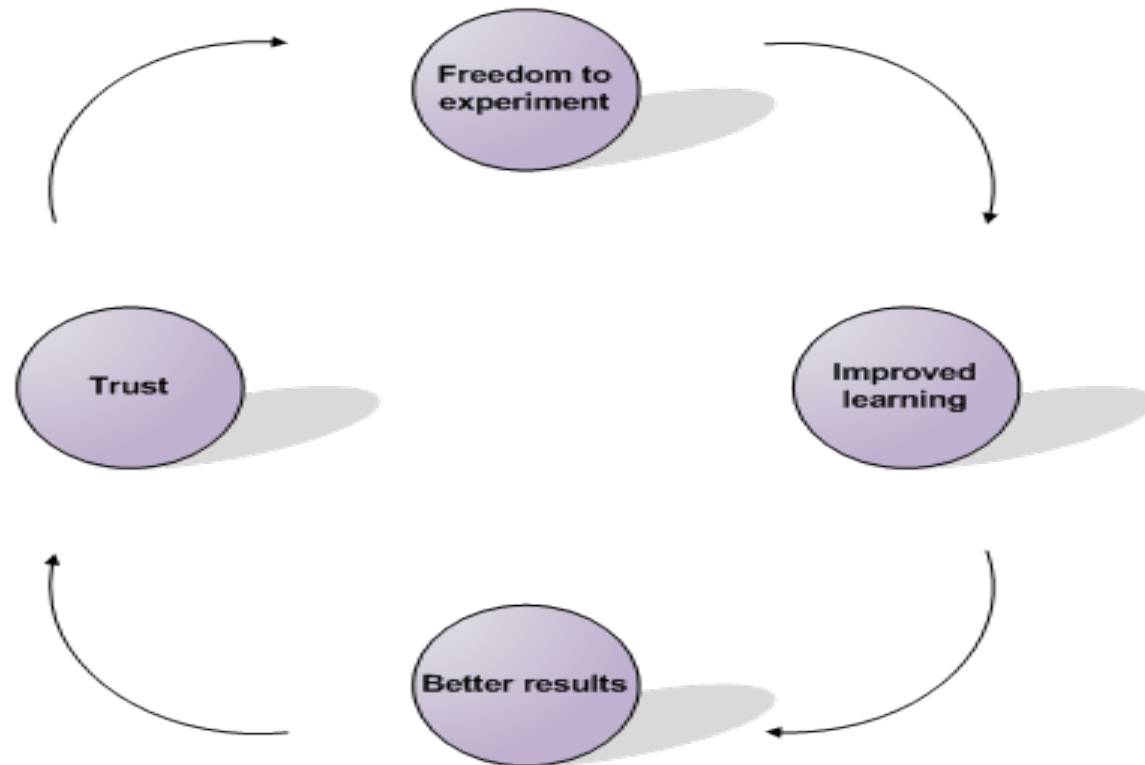 Freedom to
experiment
Trust
Improved
learning
Better results